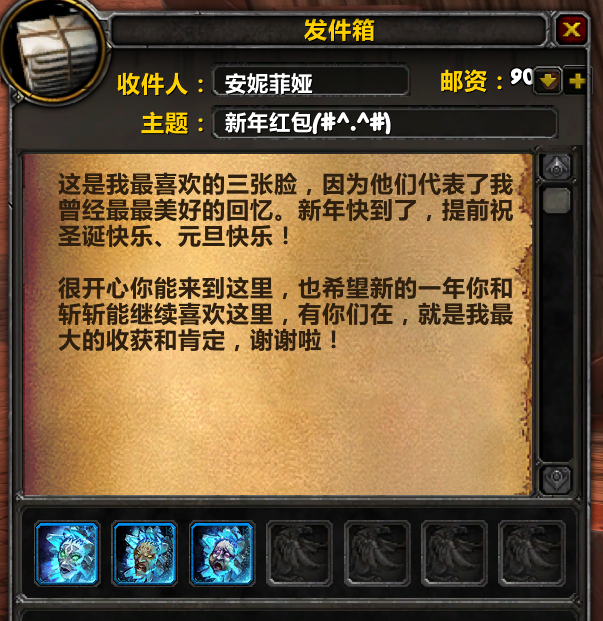 发件箱
收件人：安妮菲娅 邮资：90
主题：新年红包(#^.^#)
这是我最喜欢的三张脸，因为他们代表了我
曾经最最美好的回忆。新年快到了，提前祝
圣诞快乐、元旦快乐！
很开心你能来到这里，也希望新的一年你和
斩斩能继续喜欢这里，有你们在，就是我最
大的收获和肯定，谢谢啦！